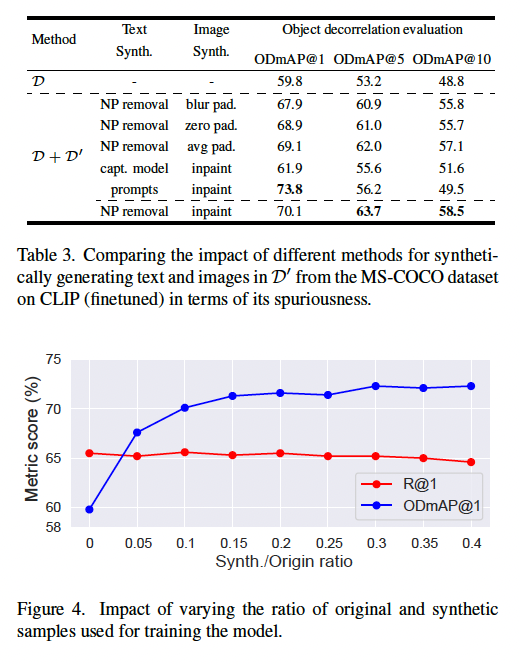 Method Text Synth. Image Synth. Object decorrelation evaluation
ODmAP@1 ODmAP@5 ODmAP@10
𝒟 - - 59.8 53.2 48.8
𝒟 + 𝒟′
NP removal blur pad. 67.9 60.9 55.8
NP removal zero pad. 68.9 61.0 55.7
NP removal avg pad. 69.1 62.0 57.1
capt. model inpaint 61.9 55.6 51.6
prompts inpaint 73.8 56.2 49.5
NP removal inpaint 70.1 63.7 58.5
Table 3. Comparing the impact of different methods for syntheti-
cally generating text and images in 𝒟′ from the MS-COCO dataset
on CLIP (finetuned) in terms of its spuriousness.
75
70
65
60
58
Metric score (%)
R@1
ODmAP@1
0 0.05 0.1 0.15 0.2 0.25 0.3 0.35 0.4
Synth./Origin ratio
Figure 4. Impact of varying the ratio of original and synthetic
samples used for training the model.